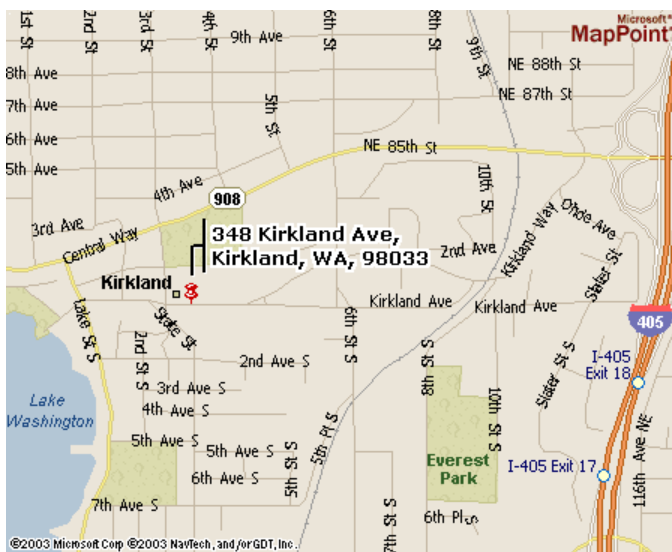 Microsoft®
MapPoint®
1st St
2nd St
3rd St
4th St
9th Ave
6th St
8th St
9th St
NE 88th St
8th Ave
NE 87th St
7th Ave
5th St
6th Ave
5th Ave
NE 85th St
4th Ave
10th St
908
Kirkland Way
Ohde Ave
3rd Ave
348 Kirkland Ave,
Kirkland, WA, 98033
Central Way
2nd Ave
Slater St
Kirkland
Kirkland Ave
Kirkland Ave
405
Lake St S
State St
2nd St S
6th St S
I-405
Exit 18
2nd Ave S
8th St S
Slater St S
Lake
Washington
3rd Ave S
10th St S
4th Ave S
5th Pl S
116th Ave NE
5th Ave S
5th Ave S
5th St S
Everest
Park
I-405 Exit 17
6th Ave S
7th Ave S
7th St S
6th Pl S
©2003 Microsoft Corp ©2003 NavTech, and/or GDT, Inc.